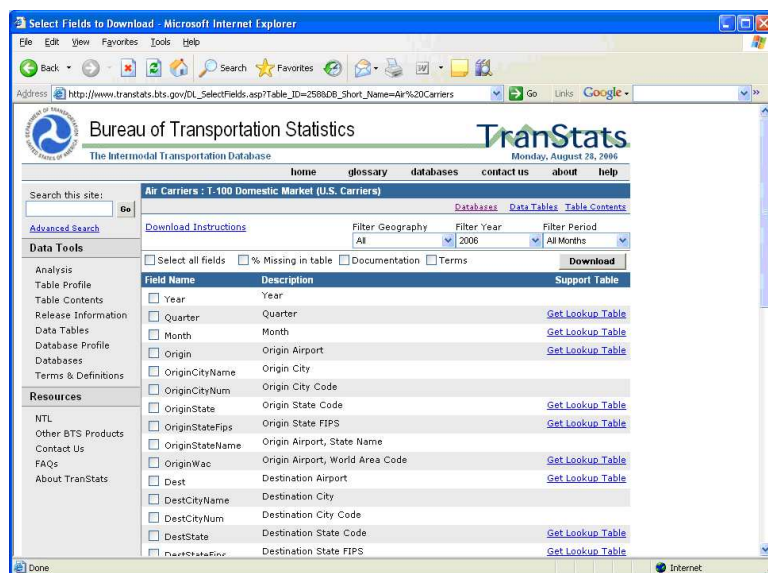 Select Fields to Download - Microsoft Internet Explorer
File Edit View Favorites Tools Help
Back Search Favorites
Address http://www.transtats.bts.gov/DL_SelectFields.asp?Table_ID=258&DB_Short_Name=Air%20Carriers Go Links Google
Bureau of Transportation Statistics TranStats
The Intermodal Transportation Database Monday, August 28, 2006
home glossary databases contact us about help
Search this site:
Go
Advanced Search
Data Tools
Analysis
Table Profile
Table Contents
Release Information
Data Tables
Database Profile
Databases
Terms & Definitions
Resources
NTL
Other BTS Products
Contact Us
FAQs
About TranStats
Air Carriers : T-100 Domestic Market (U.S. Carriers)
Databases Data Tables Table Contents
Download Instructions Filter Geography Filter Year Filter Period
All 2006 All Months
Select all fields % Missing in table Documentation Terms Download
Field Name Description Support Table
Year Year
Quarter Quarter Get Lookup Table
Month Month Get Lookup Table
Origin Origin Airport Get Lookup Table
OriginCityName Origin City
OriginCityNum Origin City Code
OriginState Origin State Code Get Lookup Table
OriginStateFips Origin State FIPS Get Lookup Table
OriginStateName Origin Airport, State Name
OriginWac Origin Airport, World Area Code Get Lookup Table
Dest Destination Airport Get Lookup Table
DestCityName Destination City
DestCityNum Destination City Code
DestState Destination State Code Get Lookup Table
DestStateFips Destination State FIPS Get Lookup Table
Done Internet